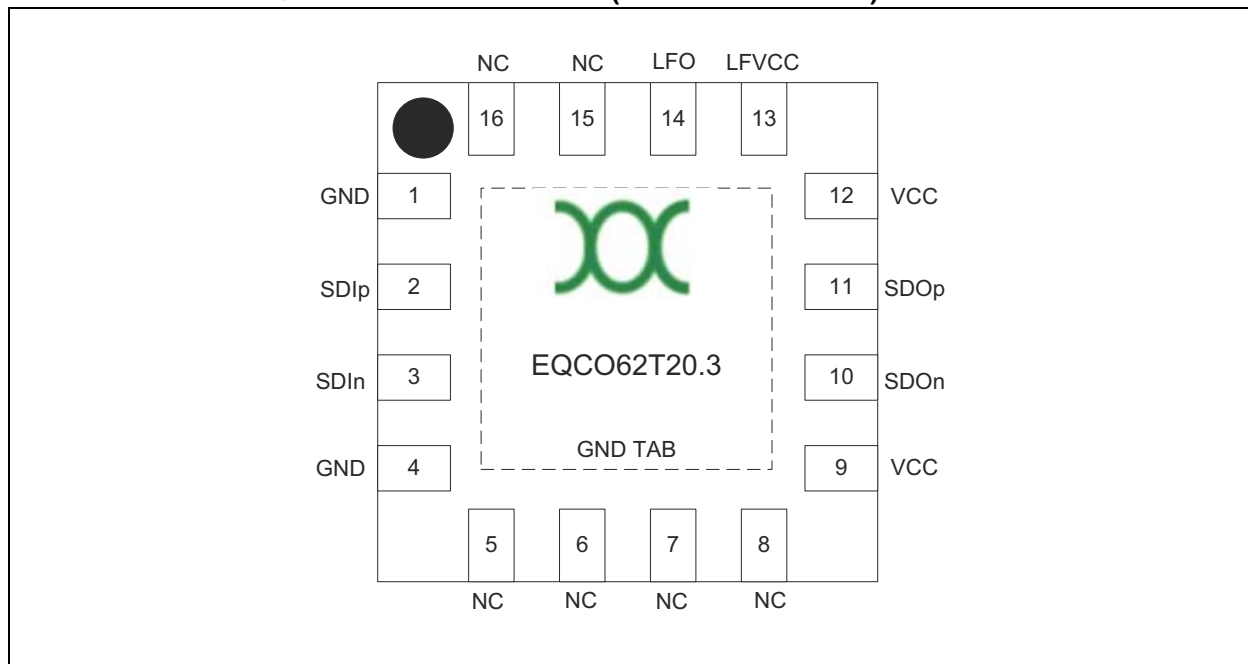 NC NC LFO LFVCC
16 15 14 13
GND 1 12 VCC
SDIp 2 11 SDOp
EQCO62T20.3
SDIn 3 10 SDOn
GND TAB
GND 4 9 VCC
5 6 7 8
NC NC NC NC